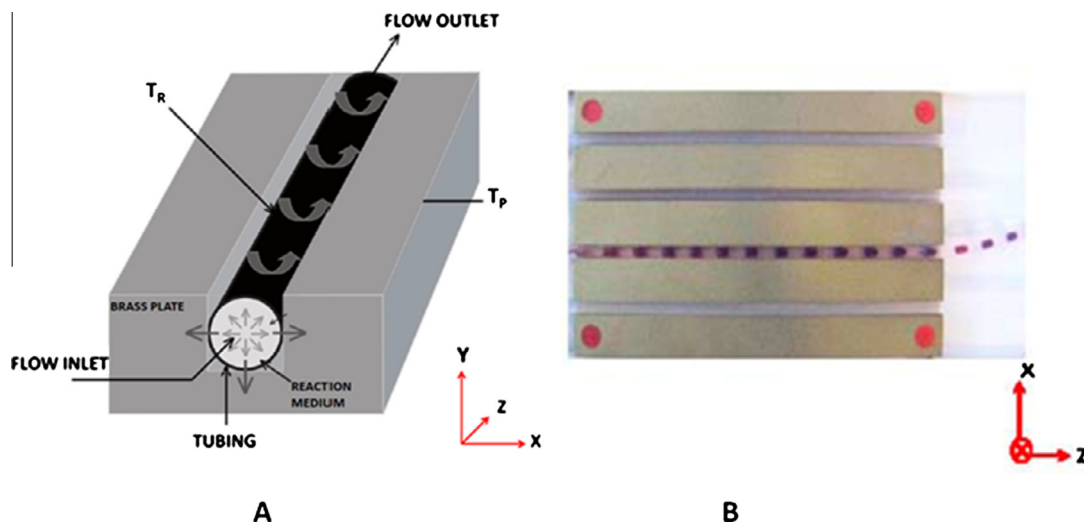 FLOW OUTLET
T_R
T_P
BRASS PLATE
FLOW INLET
REACTION
MEDIUM
TUBING
Y
Z
X
X
Z
A
B